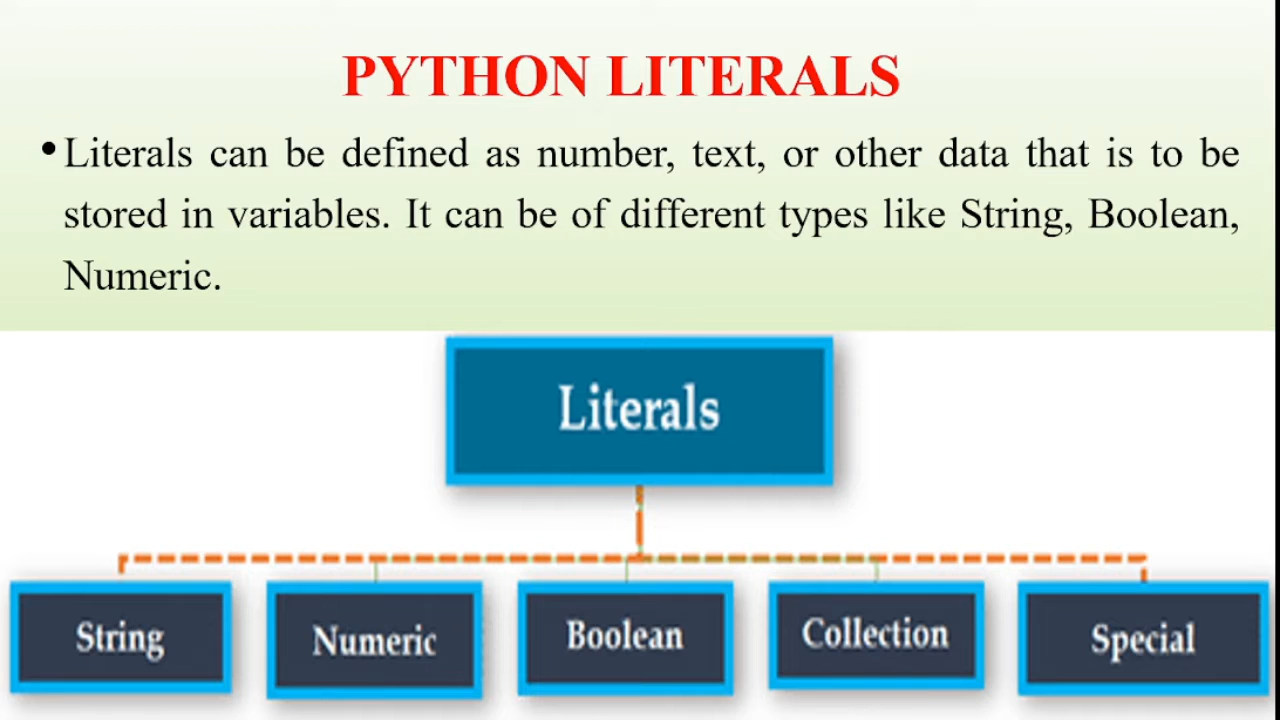 PYTHON LITERALS
•Literals can be defined as number, text, or other data that is to be
stored in variables. It can be of different types like String, Boolean,
Numeric.
Literals
String
Numeric
Boolean
Collection
Special